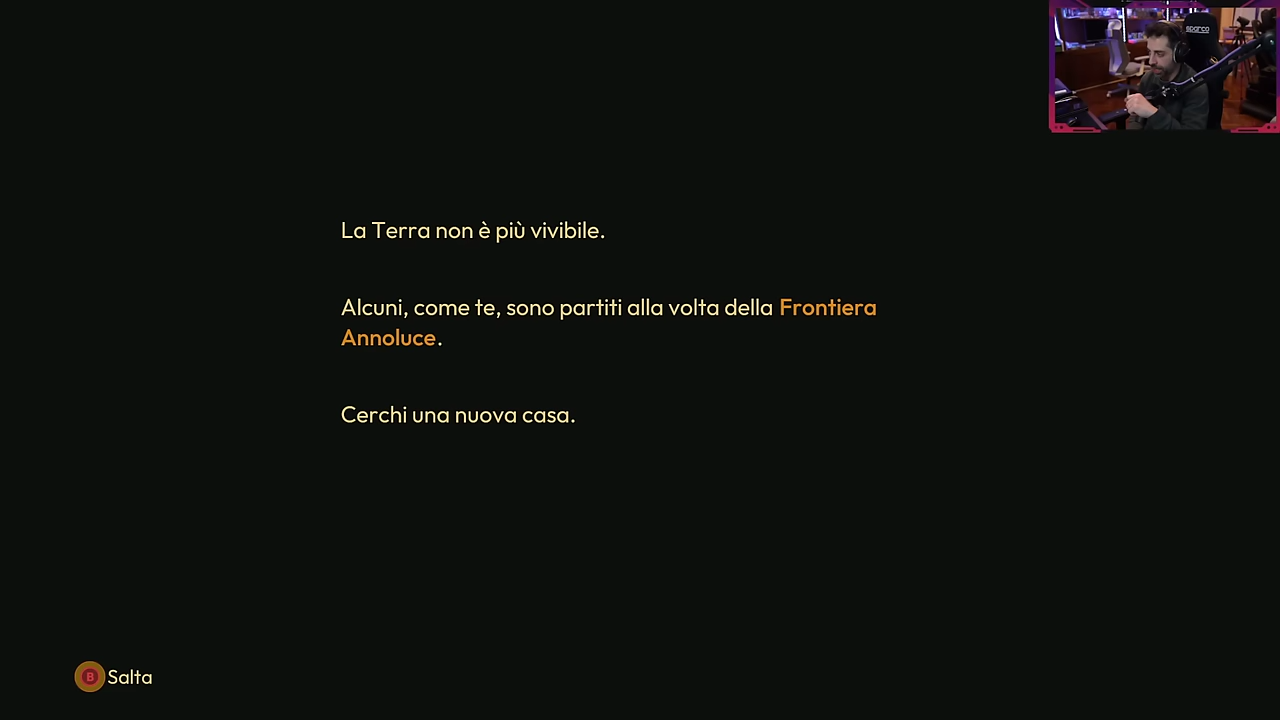 sparco
La Terra non è più vivibile.
Alcuni, come te, sono partiti alla volta della Frontiera
Annoluce.
Cerchi una nuova casa.
B Salta